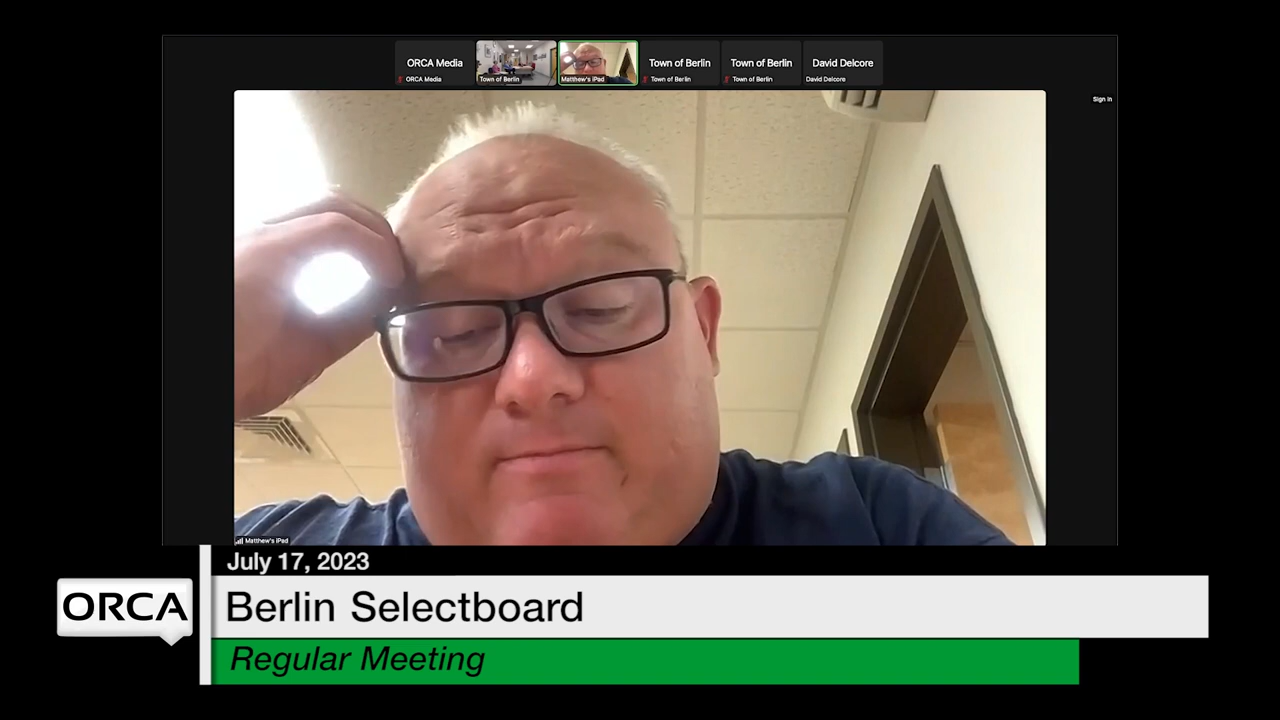 ORCA Media
Town of Berlin
Town of Berlin
David Delcore
ORCA Media
Town of Berlin
Matthew's iPad
Town of Berlin
Town of Berlin
David Delcore
Sign in
Matthew's iPad
July 17, 2023
ORCA
Berlin Selectboard
Regular Meeting